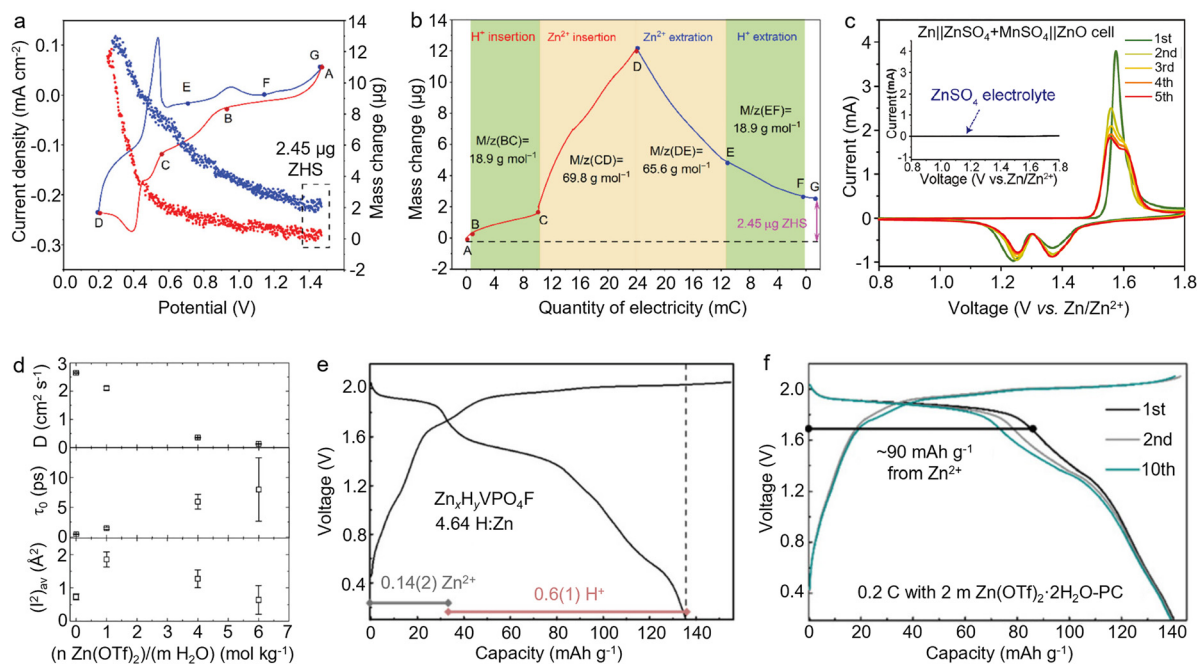 a
Current density (mA cm⁻²)
0.1
0.0
-0.1
-0.2
-0.3
0.0 0.2 0.4 0.6 0.8 1.0 1.2 1.4 1.6
Potential (V)
14
12
10
8
6
4
2
0
-2
Mass change (µg)
G
A
F
E
B
C
D
2.45 µg
ZHS
b
H⁺ insertion
Zn²⁺ insertion
Zn²⁺ extration
H⁺ extration
Mass change (µg)
14
12
10
8
6
4
2
0
-2
D
M/z(BC)=
18.9 g mol⁻¹
M/z(CD)=
69.8 g mol⁻¹
M/z(DE)=
65.6 g mol⁻¹
M/z(EF)=
18.9 g mol⁻¹
E
F
G
B
C
A
2.45 µg ZHS
0 4 8 12 16 20 24 20 16 12 8 4 0
Quantity of electricity (mC)
c
Zn||ZnSO₄+MnSO₄||ZnO cell
Current (mA)
5
4
3
2
1
0
-1
Current (mA)
4
3
2
1
0
-1
ZnSO₄ electrolyte
0.8 1.0 1.2 1.4 1.6 1.8
Voltage (V vs.Zn/Zn²⁺)
1st
2nd
3rd
4th
5th
0.8 1.0 1.2 1.4 1.6 1.8
Voltage (V vs. Zn/Zn²⁺)
d
D (cm² s⁻¹)
3
2
1
0
τ₀ (ps)
10
5
0
(l²)av (Å²)
2
1
0
0 1 2 3 4 5 6 7
(n Zn(OTf)₂)/(m H₂O) (mol kg⁻¹)
e
Voltage (V)
2.0
1.6
1.2
0.8
0.4
ZnₓHᵧVPO₄F
4.64 H:Zn
0.14(2) Zn²⁺
0.6(1) H⁺
0 20 40 60 80 100 120 140
Capacity (mAh g⁻¹)
f
Voltage (V)
2.0
1.6
1.2
0.8
0.4
1st
2nd
10th
~90 mAh g⁻¹
from Zn²⁺
0.2 C with 2 m Zn(OTf)₂·2H₂O-PC
0 20 40 60 80 100 120 140
Capacity (mAh g⁻¹)